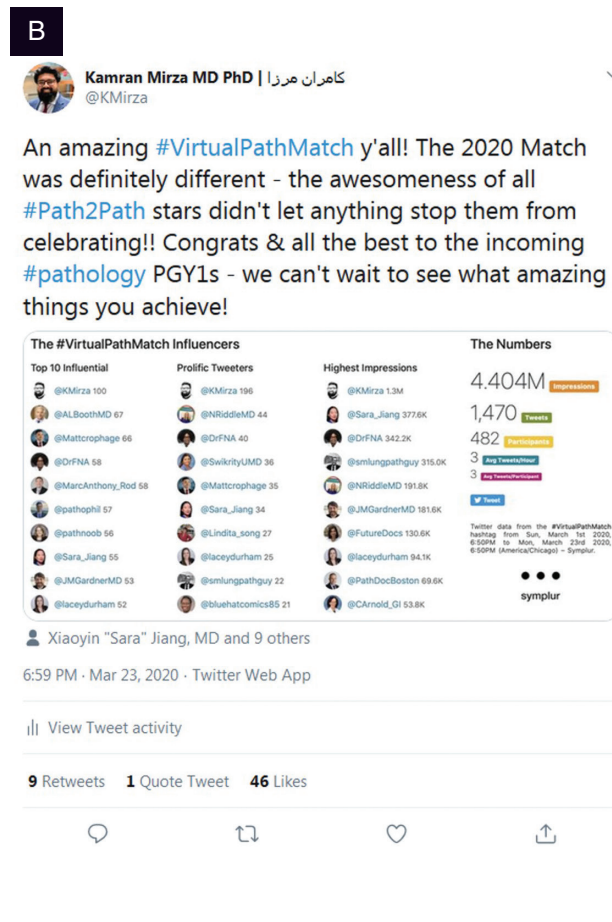 B
Kamran Mirza MD PhD | کامران مرزا
@KMirza
An amazing #VirtualPathMatch y'all! The 2020 Match
was definitely different - the awesomeness of all
#Path2Path stars didn't let anything stop them from
celebrating!! Congrats & all the best to the incoming
#pathology PGY1s - we can't wait to see what amazing
things you achieve!
The #VirtualPathMatch Influencers
Top 10 Influential
@KMirza 100
@ALBoothMD 67
@Mattcrophage 66
@DrFNA 58
@MarcAnthony_Rod 58
@pathophil 57
@pathnoob 56
@Sara_Jiang 55
@JMGardnerMD 53
@laceydurham 52
Prolific Tweeters
@KMirza 196
@NRiddleMD 44
@DrFNA 40
@SwikrityUMD 36
@Mattcrophage 35
@Sara_Jiang 34
@Lindita_song 27
@laceydurham 25
@smlungpathguy 22
@bluehatcomics85 21
Highest Impressions
@KMirza 1.3M
@Sara_Jiang 377.6K
@DrFNA 342.2K
@smlungpathguy 315.0K
@NRiddleMD 191.8K
@JMGardnerMD 181.6K
@FutureDocs 130.6K
@laceydurham 94.1K
@PathDocBoston 69.6K
@CArnold_GI 53.8K
The Numbers
4.404M Impressions
1,470 Tweets
482 Participants
3 Avg Tweets/Hour
3 Avg Tweets/Participant
Tweet
Twitter data from the #VirtualPathMatch
hashtag from Sun, March 1st 2020,
6:50PM to Mon, March 23rd 2020,
6:50PM (America/Chicago) – Symplur.
symplur
Xiaoyin "Sara" Jiang, MD and 9 others
6:59 PM · Mar 23, 2020 · Twitter Web App
View Tweet activity
9 Retweets 1 Quote Tweet 46 Likes